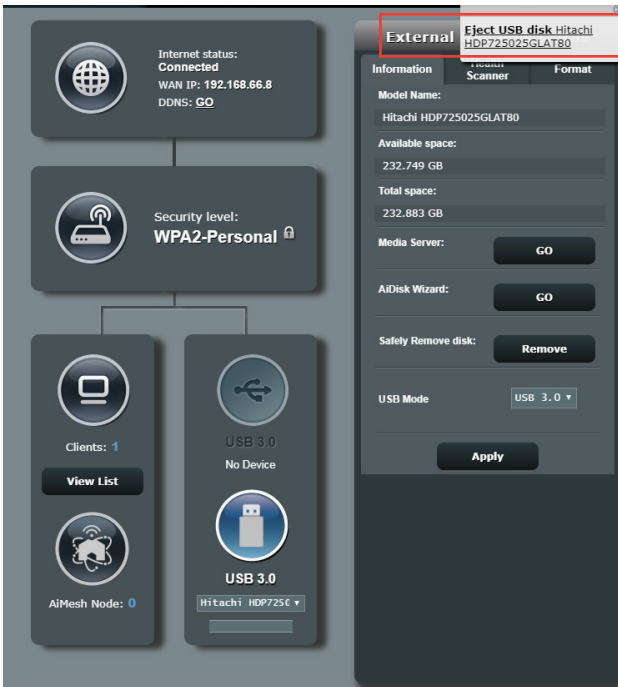 Internet status:
Connected
WAN IP: 192.168.66.8
DDNS: GO
Security level:
WPA2-Personal
Clients: 1
View List
AiMesh Node: 0
USB 3.0
No Device
USB 3.0
Hitachi HDP725C
External
Eject USB disk Hitachi
HDP725025GLAT80
Information
Health
Scanner
Format
Model Name:
Hitachi HDP725025GLAT80
Available space:
232.749 GB
Total space:
232.883 GB
Media Server:
GO
AiDisk Wizard:
GO
Safely Remove disk:
Remove
USB Mode
USB 3.0
Apply